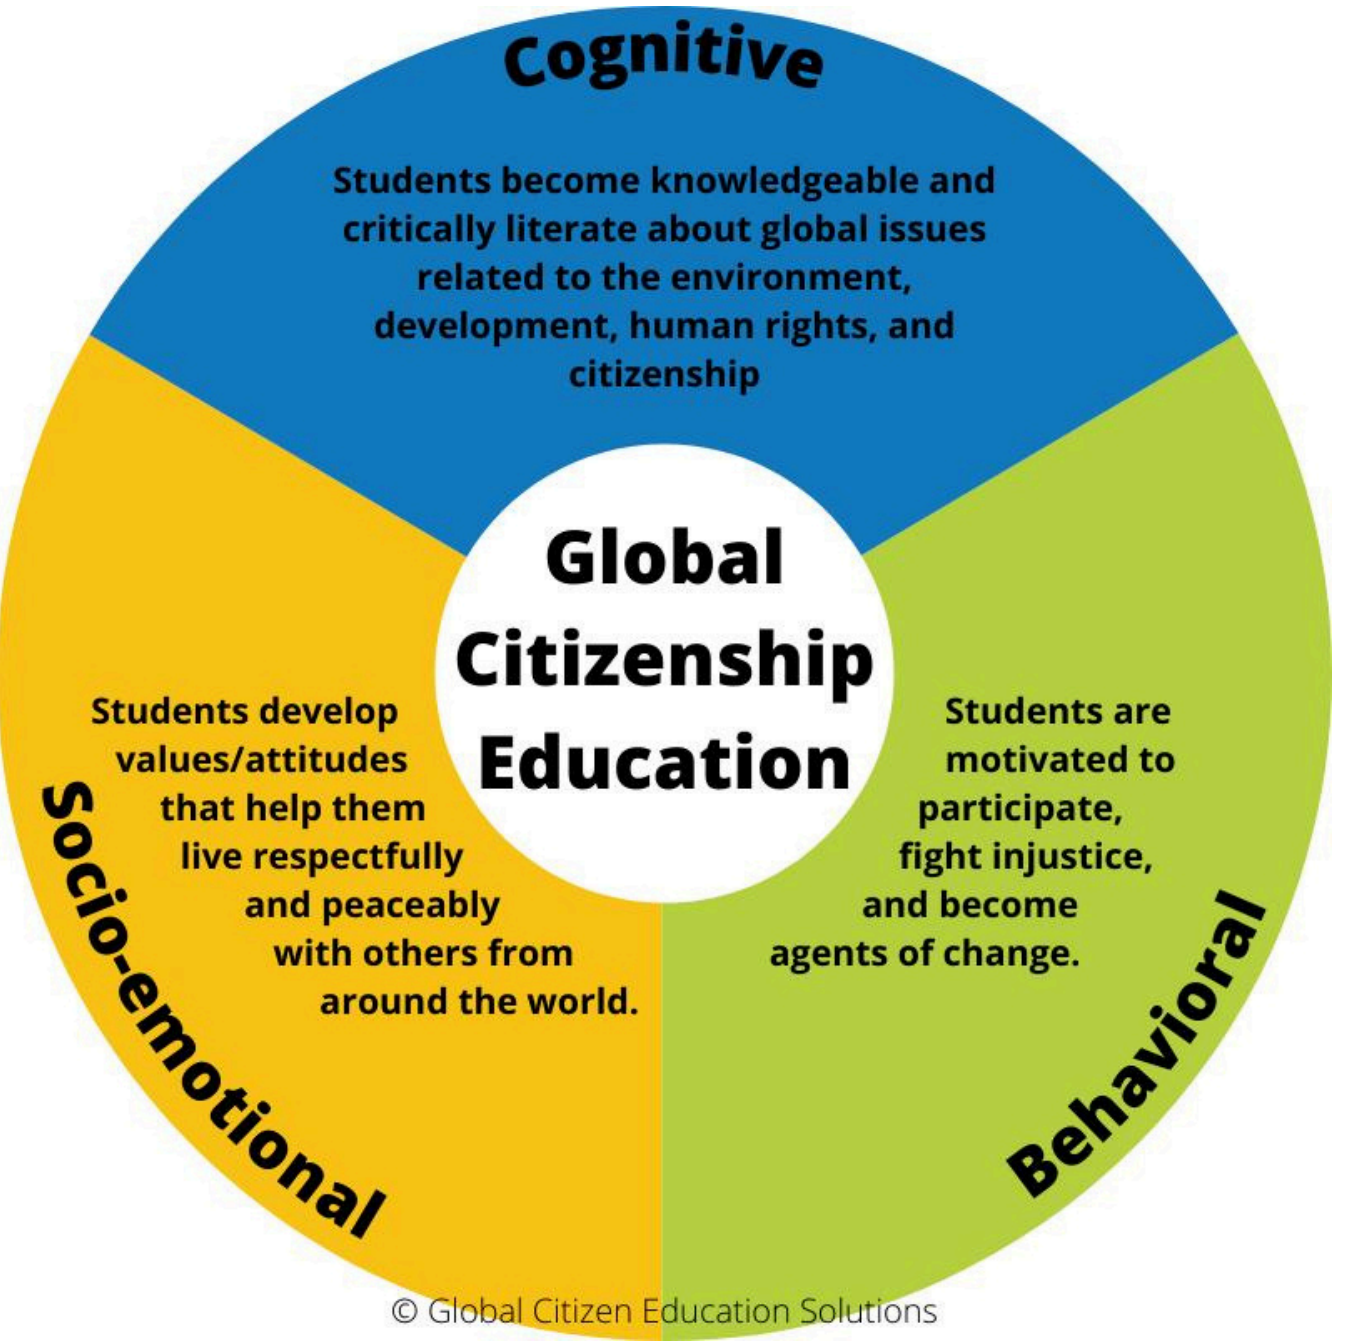 Cognitive
Students become knowledgeable and
critically literate about global issues
related to the environment,
development, human rights, and
citizenship
Global
Citizenship
Education
Students develop
values/attitudes
that help them
live respectfully
and peaceably
with others from
around the world.
Socio-emotional
Students are
motivated to
participate,
fight injustice,
and become
agents of change.
Behavioral
© Global Citizen Education Solutions